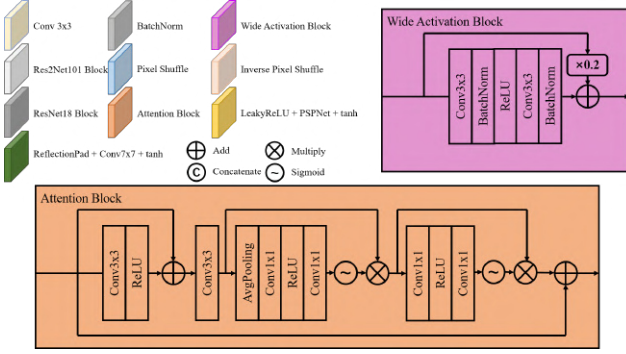 Conv 3x3
BatchNorm
Wide Activation Block
Res2Net101 Block
Pixel Shuffle
Inverse Pixel Shuffle
ResNet18 Block
Attention Block
LeakyReLU + PSPNet + tanh
ReflectionPad + Conv7x7 + tanh
Add
Multiply
C
Concatenate
~
Sigmoid
Wide Activation Block
×0.2
Conv3x3
BatchNorm
ReLU
Conv3x3
BatchNorm
Attention Block
Conv3x3
ReLU
Conv3x3
AvgPooling
Conv1x1
ReLU
Conv1x1
~
Conv1x1
ReLU
Conv1x1
~